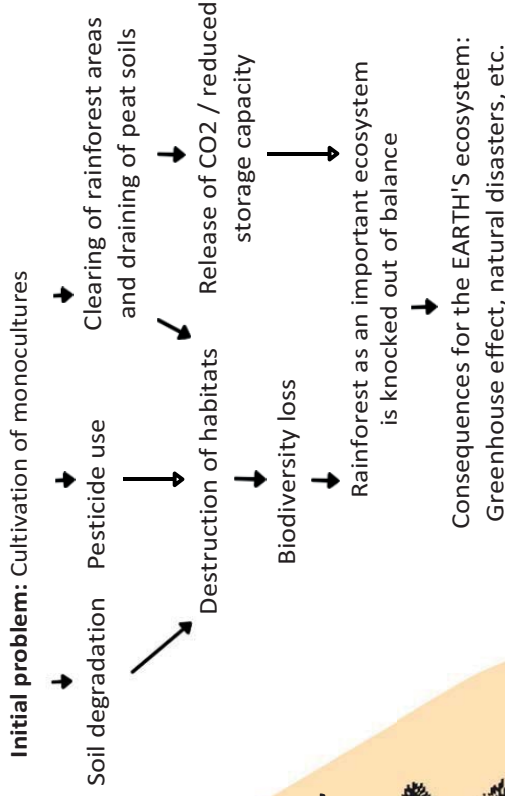 Initial problem: Cultivation of monocultures
Soil degradation
Pesticide use
Clearing of rainforest areas
and draining of peat soils
Destruction of habitats
Release of CO2 / reduced
storage capacity
Biodiversity loss
Rainforest as an important ecosystem
is knocked out of balance
Consequences for the EARTH'S ecosystem:
Greenhouse effect, natural disasters, etc.